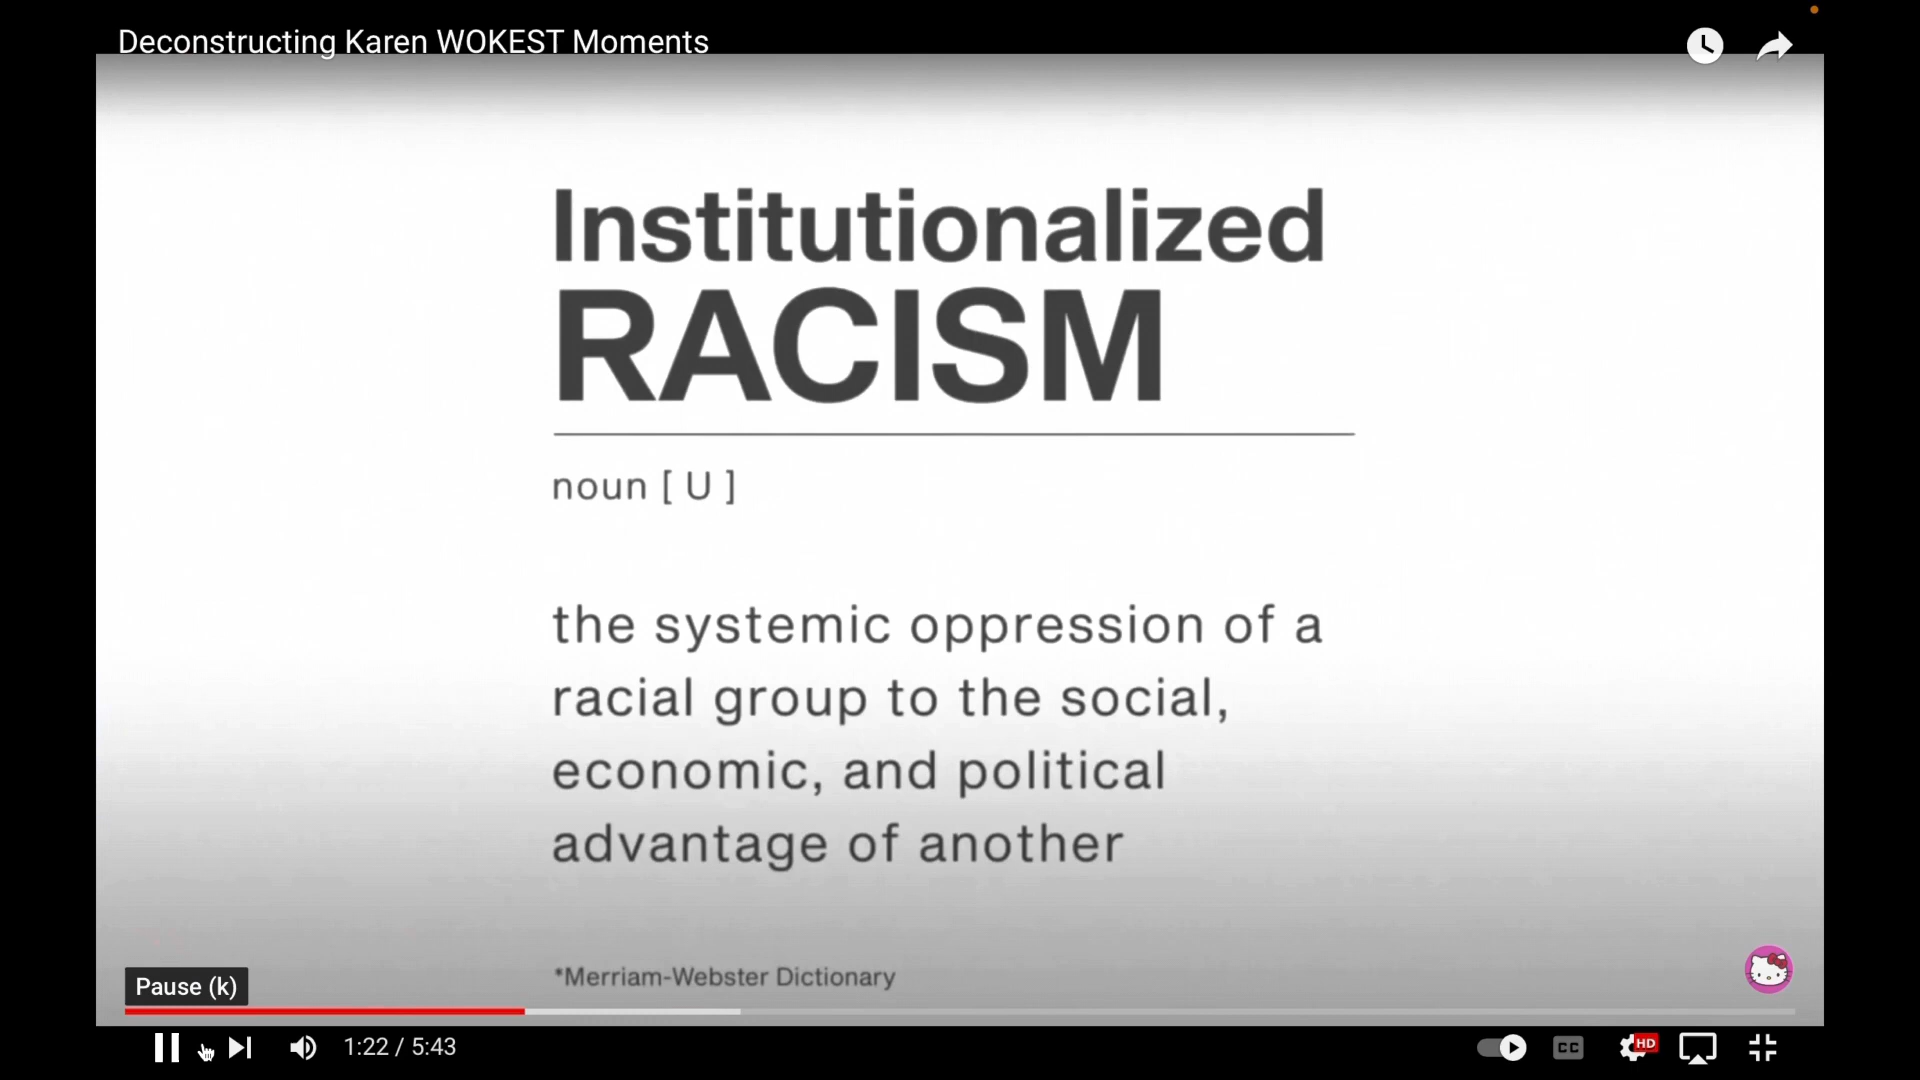 Deconstructing Karen WOKEST Moments
Institutionalized
RACISM
noun [ U ]
the systemic oppression of a
racial group to the social,
economic, and political
advantage of another
*Merriam-Webster Dictionary
Pause (k)
1:22 / 5:43
CC
HD